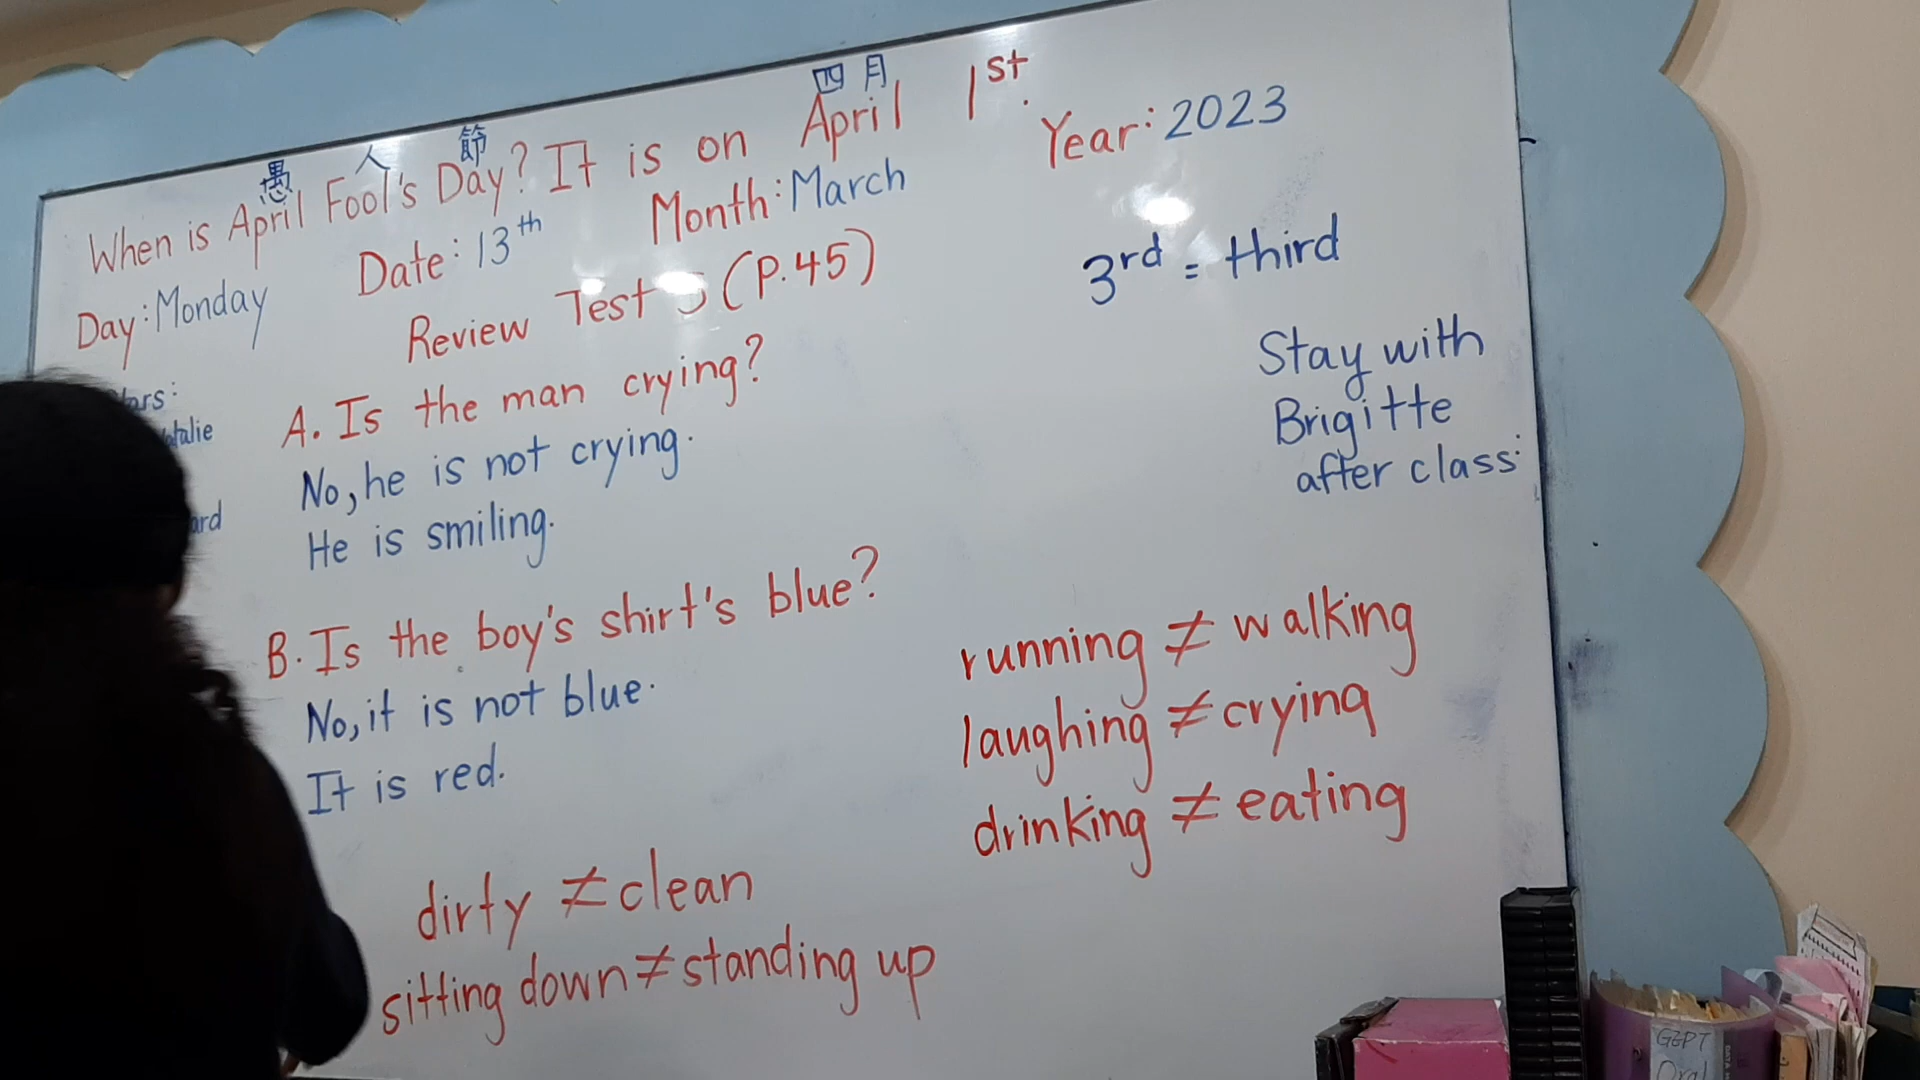 四月
愚人節
When is April Fool's Day? It is on April 1st.
Year: 2023
Day: Monday Date: 13th Month: March
Review Test 5 (P.45)
3rd = third
Stay with
Brigitte
after class.
A. Is the man crying?
No, he is not crying.
He is smiling.
B. Is the boy's shirt's blue?
No, it is not blue.
It is red.
running ≠ walking
laughing ≠ crying
drinking ≠ eating
dirty ≠ clean
sitting down ≠ standing up
GEPT
Oral